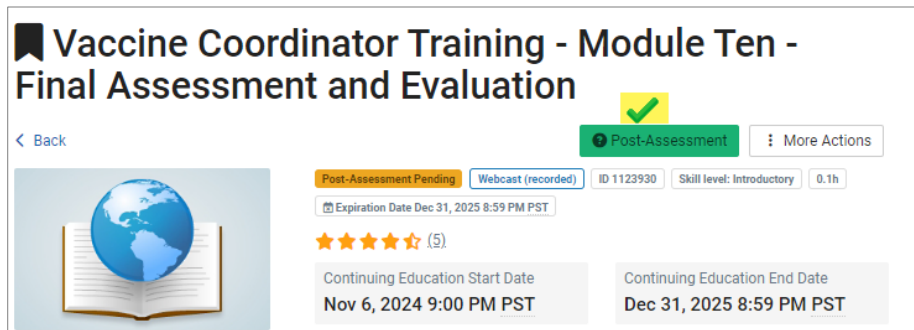 Vaccine Coordinator Training - Module Ten -
Final Assessment and Evaluation
Back
Post-Assessment
More Actions
Post-Assessment Pending
Webcast (recorded)
ID 1123930
Skill level: Introductory
0.1h
Expiration Date Dec 31, 2025 8:59 PM PST
(5)
Continuing Education Start Date
Nov 6, 2024 9:00 PM PST
Continuing Education End Date
Dec 31, 2025 8:59 PM PST